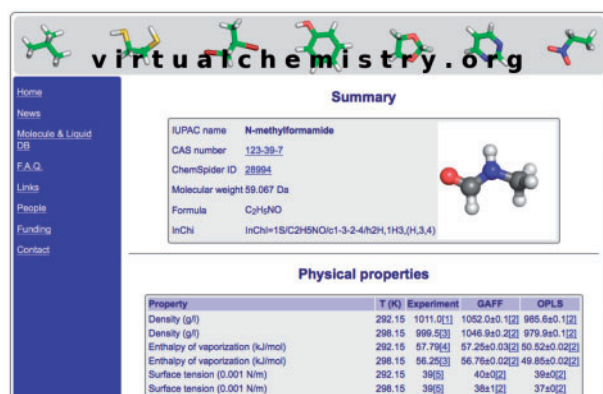 virtualchemistry.org
Home
News
Molecule & Liquid
DB
F.A.Q.
Links
People
Funding
Contact
Summary
IUPAC name N-methylformamide
CAS number 123-39-7
ChemSpider ID 28994
Molecular weight 59.067 Da
Formula C₂H₅NO
InChi InChI=1S/C2H5NO/c1-3-2-4/h2H,1H3,(H,3,4)
Physical properties
Property T (K) Experiment GAFF OPLS
Density (g/l) 292.15 1011.0[1] 1052.0±0.1[2] 985.6±0.1[2]
Density (g/l) 298.15 999.5[3] 1046.9±0.2[2] 979.9±0.1[2]
Enthalpy of vaporization (kJ/mol) 292.15 57.79[4] 57.25±0.03[2] 50.52±0.02[2]
Enthalpy of vaporization (kJ/mol) 298.15 56.25[3] 56.76±0.02[2] 49.85±0.02[2]
Surface tension (0.001 N/m) 292.15 39[5] 40±0[2] 39±0[2]
Surface tension (0.001 N/m) 298.15 39[5] 38±1[2] 37±0[2]